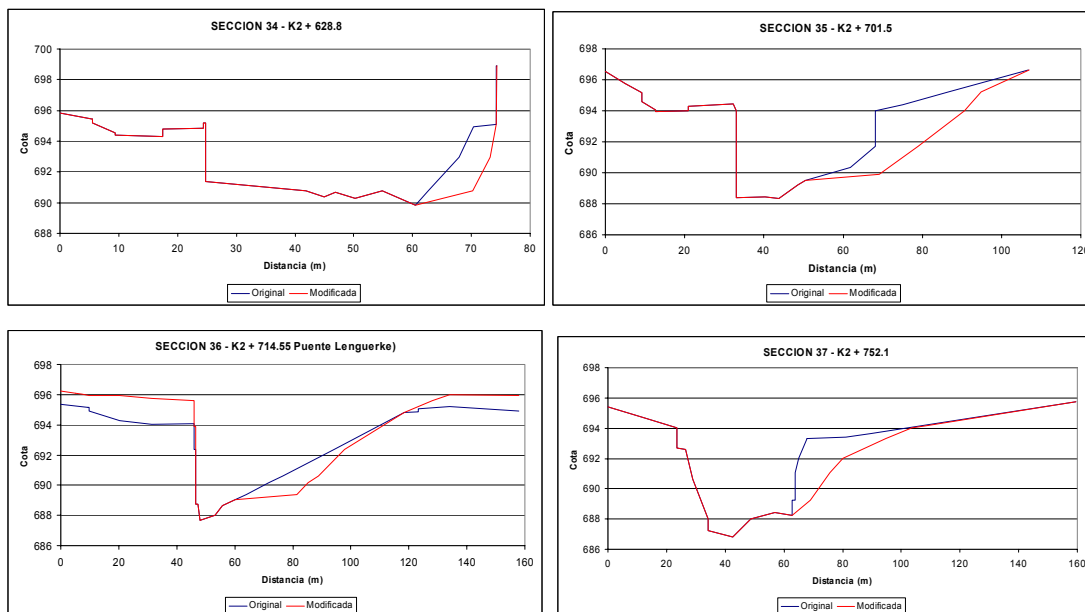 SECCION 34 - K2 + 628.8
700
698
696
694
692
690
688
Cota
0 10 20 30 40 50 60 70 80
Distancia (m)
Original Modificada
SECCION 35 - K2 + 701.5
698
696
694
692
690
688
686
Cota
0 20 40 60 80 100 120
Distancia (m)
Original Modificada
SECCION 36 - K2 + 714.55 Puente Lenguerke)
698
696
694
692
690
688
686
Cota
0 20 40 60 80 100 120 140 160
Distancia (m)
Original Modificada
SECCION 37 - K2 + 752.1
698
696
694
692
690
688
686
Cota
0 20 40 60 80 100 120 140 160
Distancia (m)
Original Modificada